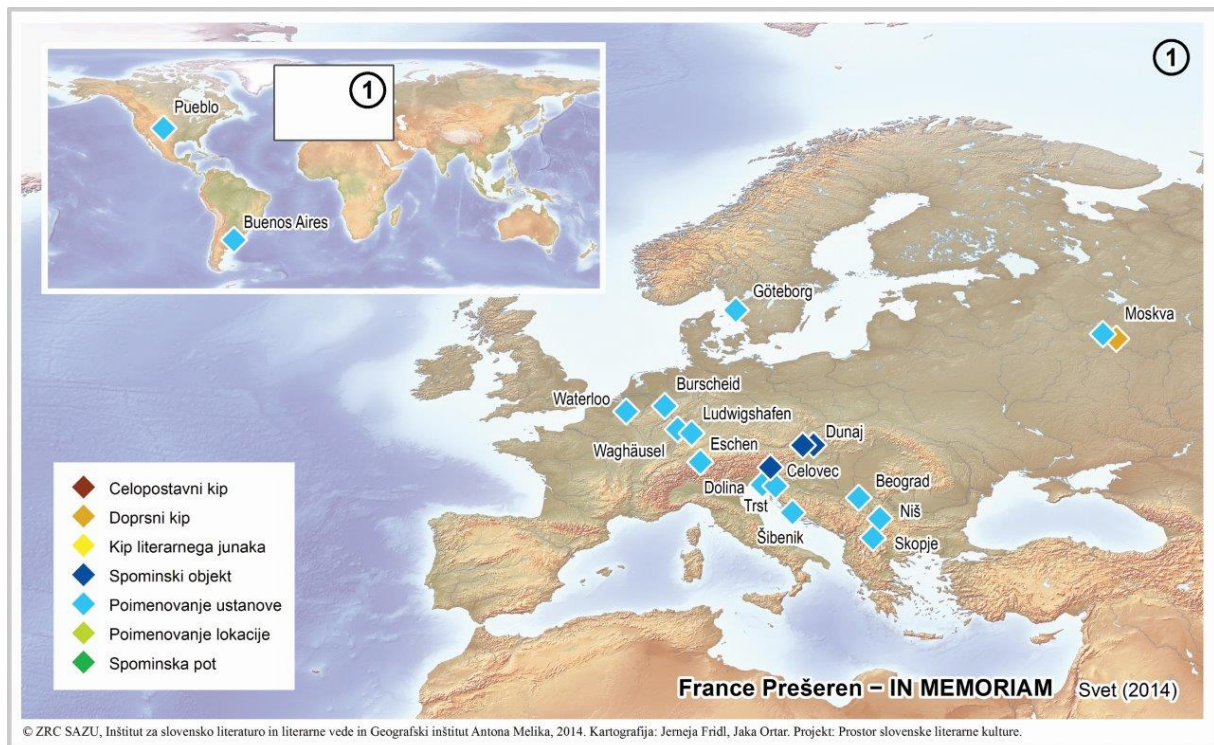 1
Pueblo
1
Buenos Aires
Göteborg
Moskva
Burscheid
Waterloo
Ludwigshafen
Waghäusel
Eschen
Dunaj
Dolina
Celovec
Trst
Beograd
Niš
Šibenik
Skopje
Celopostavni kip
Doprsni kip
Kip literarnega junaka
Spominski objekt
Poimenovanje ustanove
Poimenovanje lokacije
Spominska pot
France Prešeren – IN MEMORIAM Svet (2014)
© ZRC SAZU, Inštitut za slovensko literaturo in literarne vede in Geografski inštitut Antona Melika, 2014. Kartografija: Jerneja Fridl, Jaka Ortar. Projekt: Prostor slovenske literarne kulture.